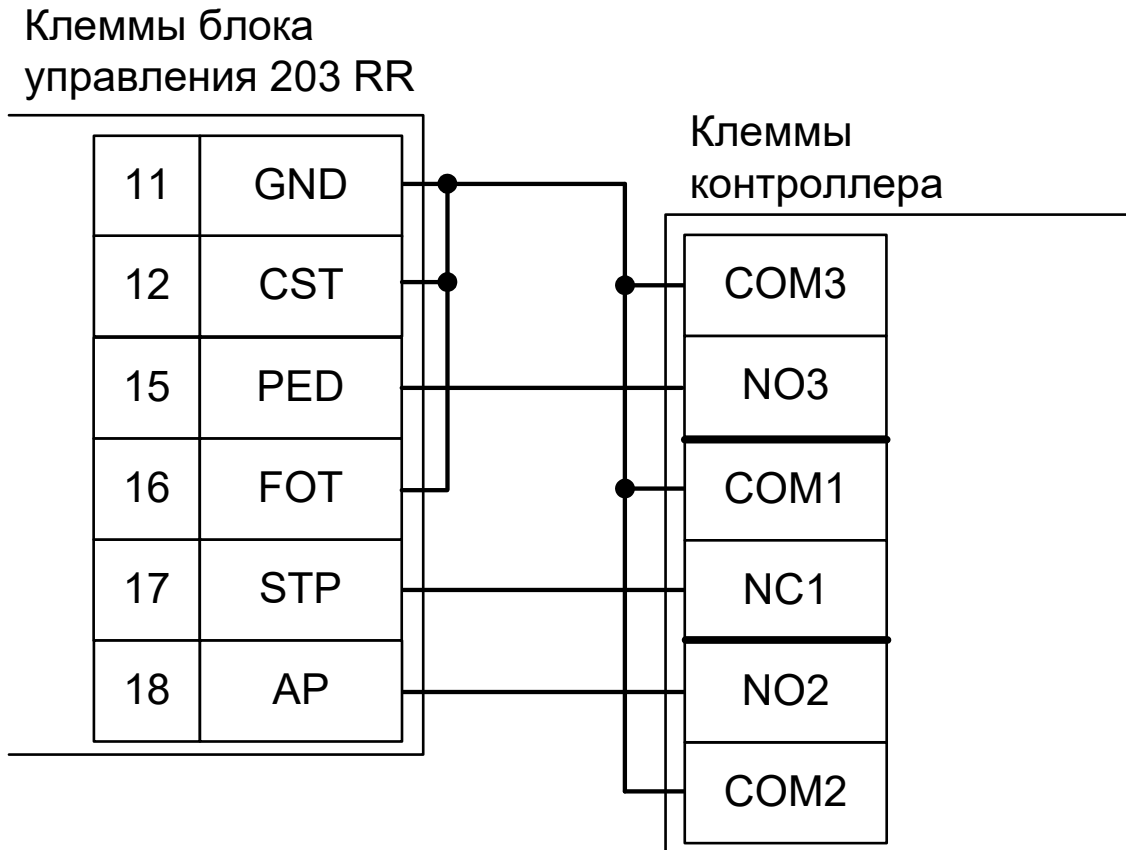 Клеммы блока
управления 203 RR
11 GND
12 CST
15 PED
16 FOT
17 STP
18 AP
Клеммы
контроллера
COM3
NO3
COM1
NC1
NO2
COM2